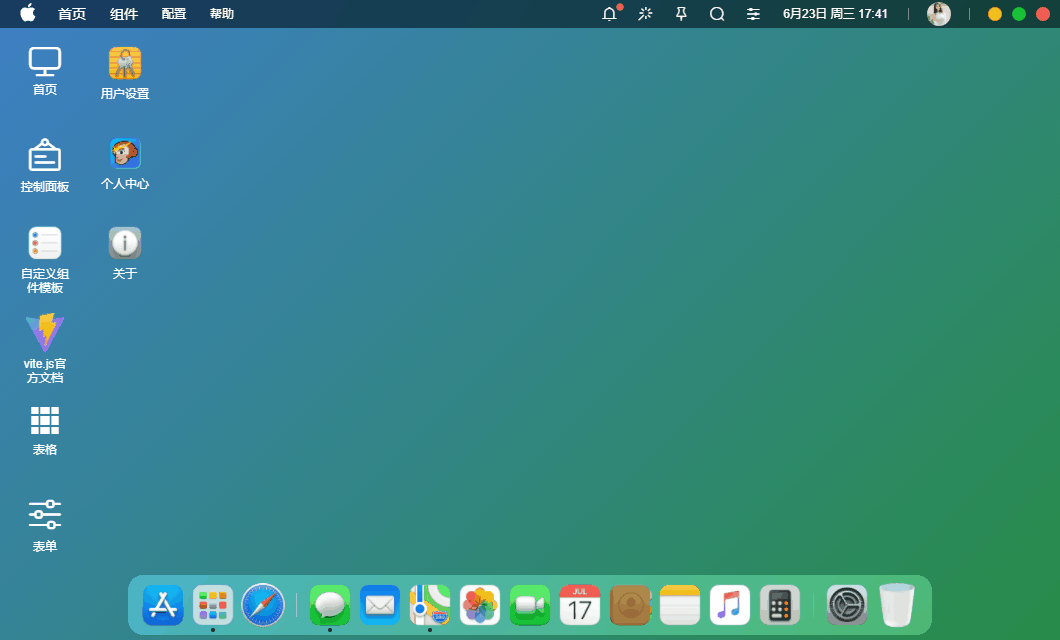 首页 组件 配置 帮助 6月23日 周三 17:41
首页
用户设置
控制面板
个人中心
自定义组
件模板
关于
vite.js官
方文档
表格
表单
JUL
17